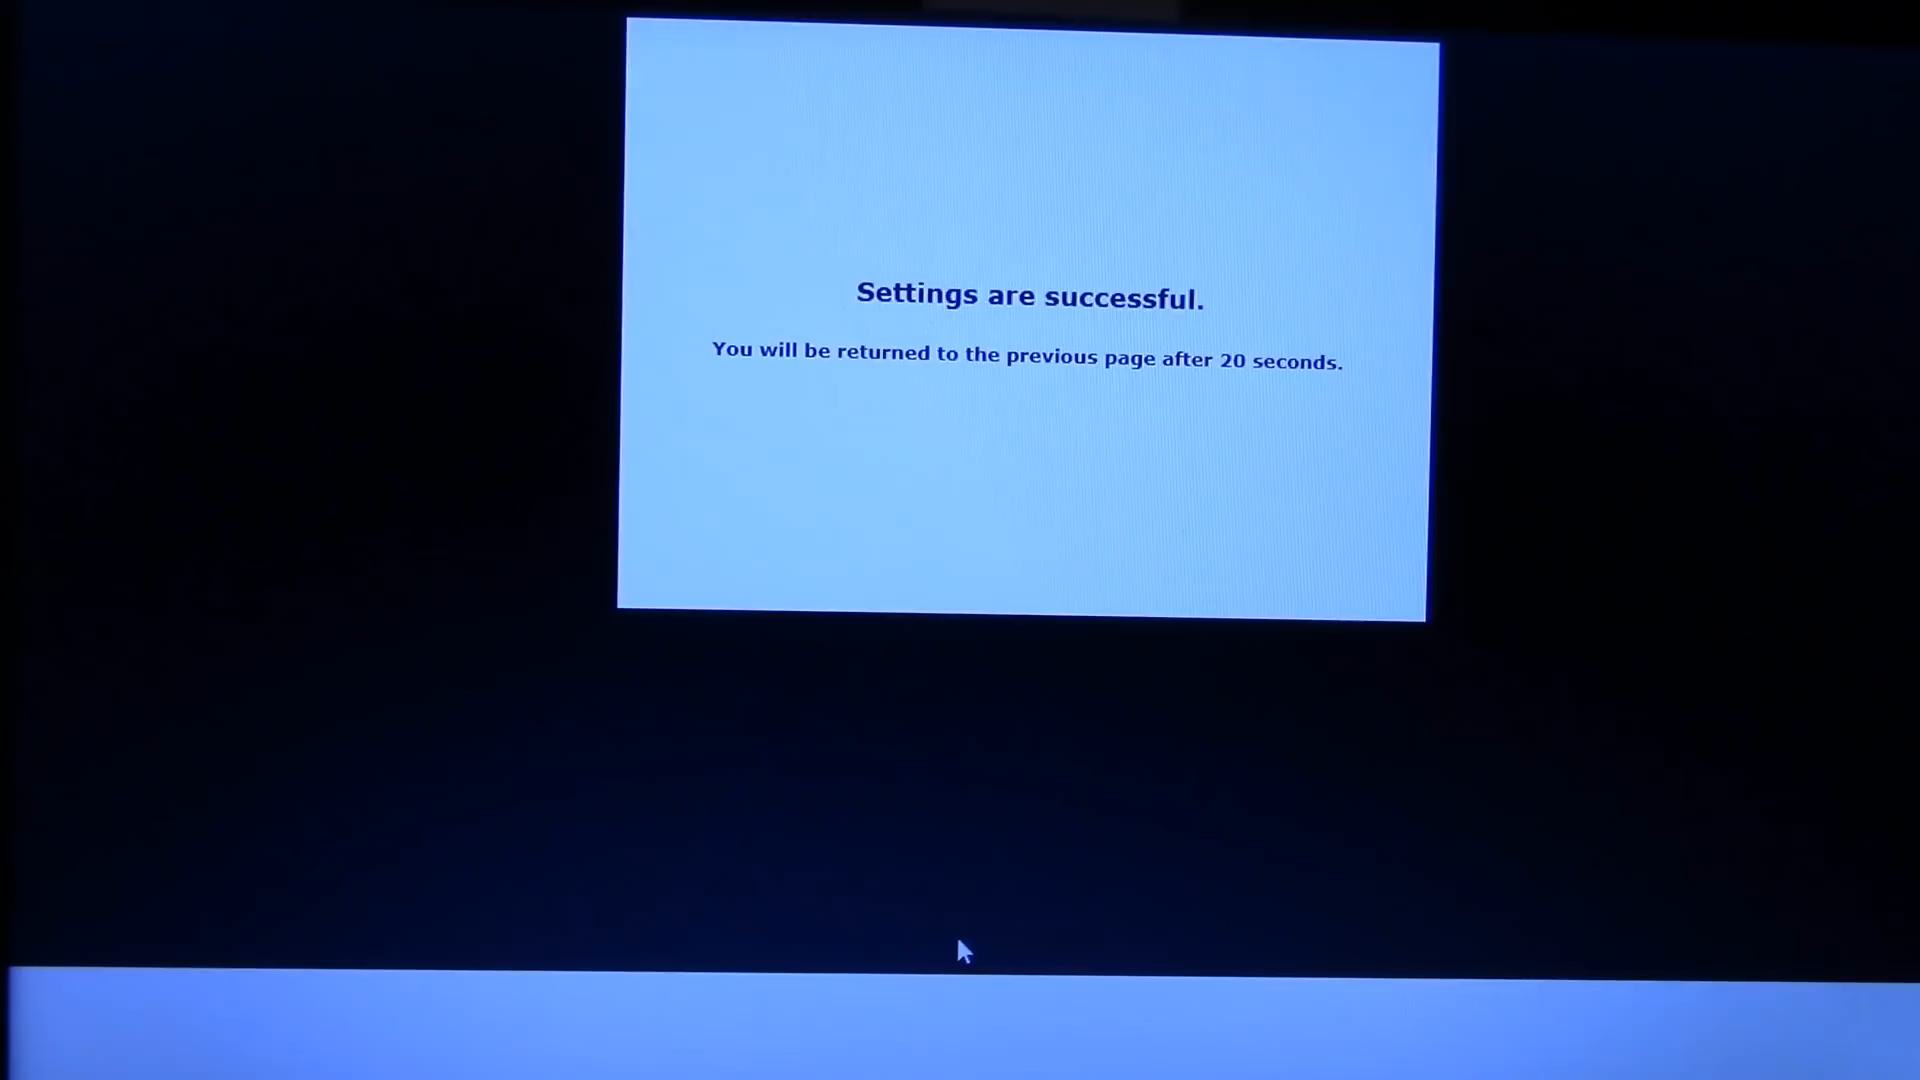 Settings are successful.
You will be returned to the previous page after 20 seconds.